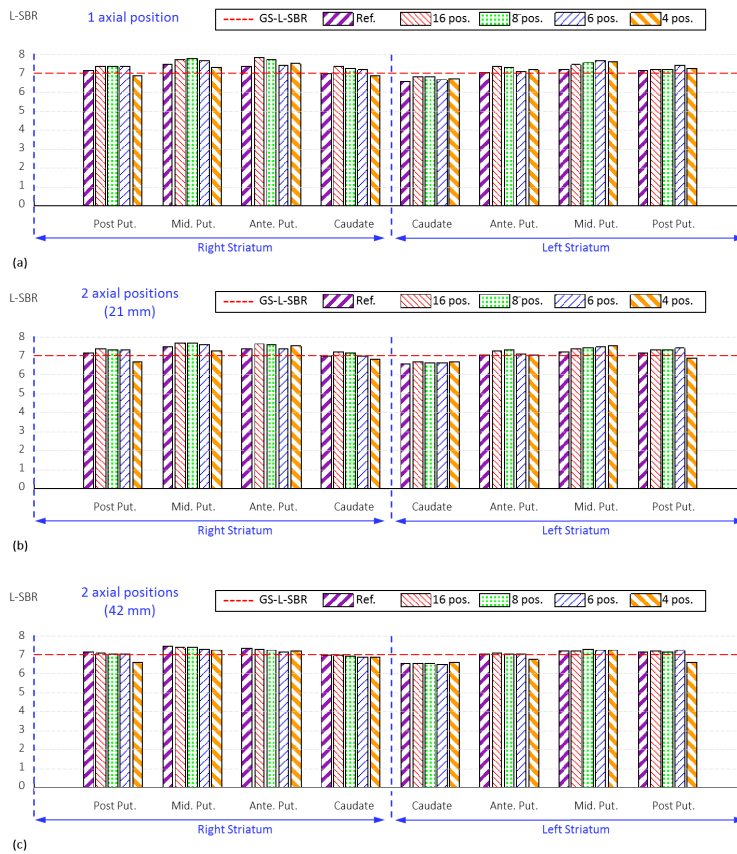 L-SBR
1 axial position
GS-L-SBR Ref. 16 pos. 8 pos. 6 pos. 4 pos.
8
7
6
5
4
3
2
1
0
Post Put. Mid. Put. Ante. Put. Caudate Caudate Ante. Put. Mid. Put. Post Put.
Right Striatum Left Striatum
(a)
L-SBR
2 axial positions
(21 mm)
GS-L-SBR Ref. 16 pos. 8 pos. 6 pos. 4 pos.
8
7
6
5
4
3
2
1
0
Post Put. Mid. Put. Ante. Put. Caudate Caudate Ante. Put. Mid. Put. Post Put.
Right Striatum Left Striatum
(b)
L-SBR
2 axial positions
(42 mm)
GS-L-SBR Ref. 16 pos. 8 pos. 6 pos. 4 pos.
8
7
6
5
4
3
2
1
0
Post Put. Mid. Put. Ante. Put. Caudate Caudate Ante. Put. Mid. Put. Post Put.
Right Striatum Left Striatum
(c)